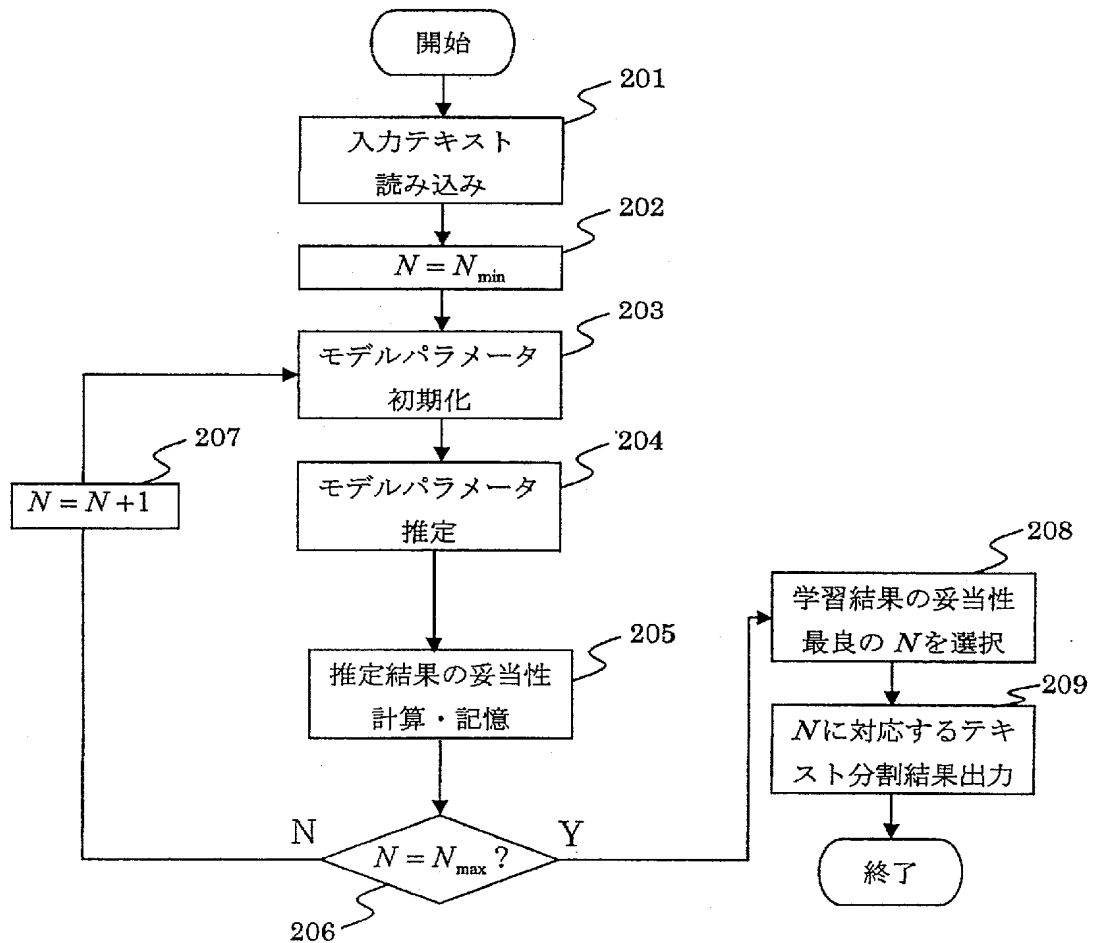 開始
201
入力テキスト
読み込み
202
N = N min
203
モデルパラメータ
初期化
207
N = N +1
204
モデルパラメータ
推定
205
推定結果の妥当性
計算・記憶
N
N = N max ?
Y
206
208
学習結果の妥当性
最良の Nを選択
209
Nに対応するテキ
スト分割結果出力
終了